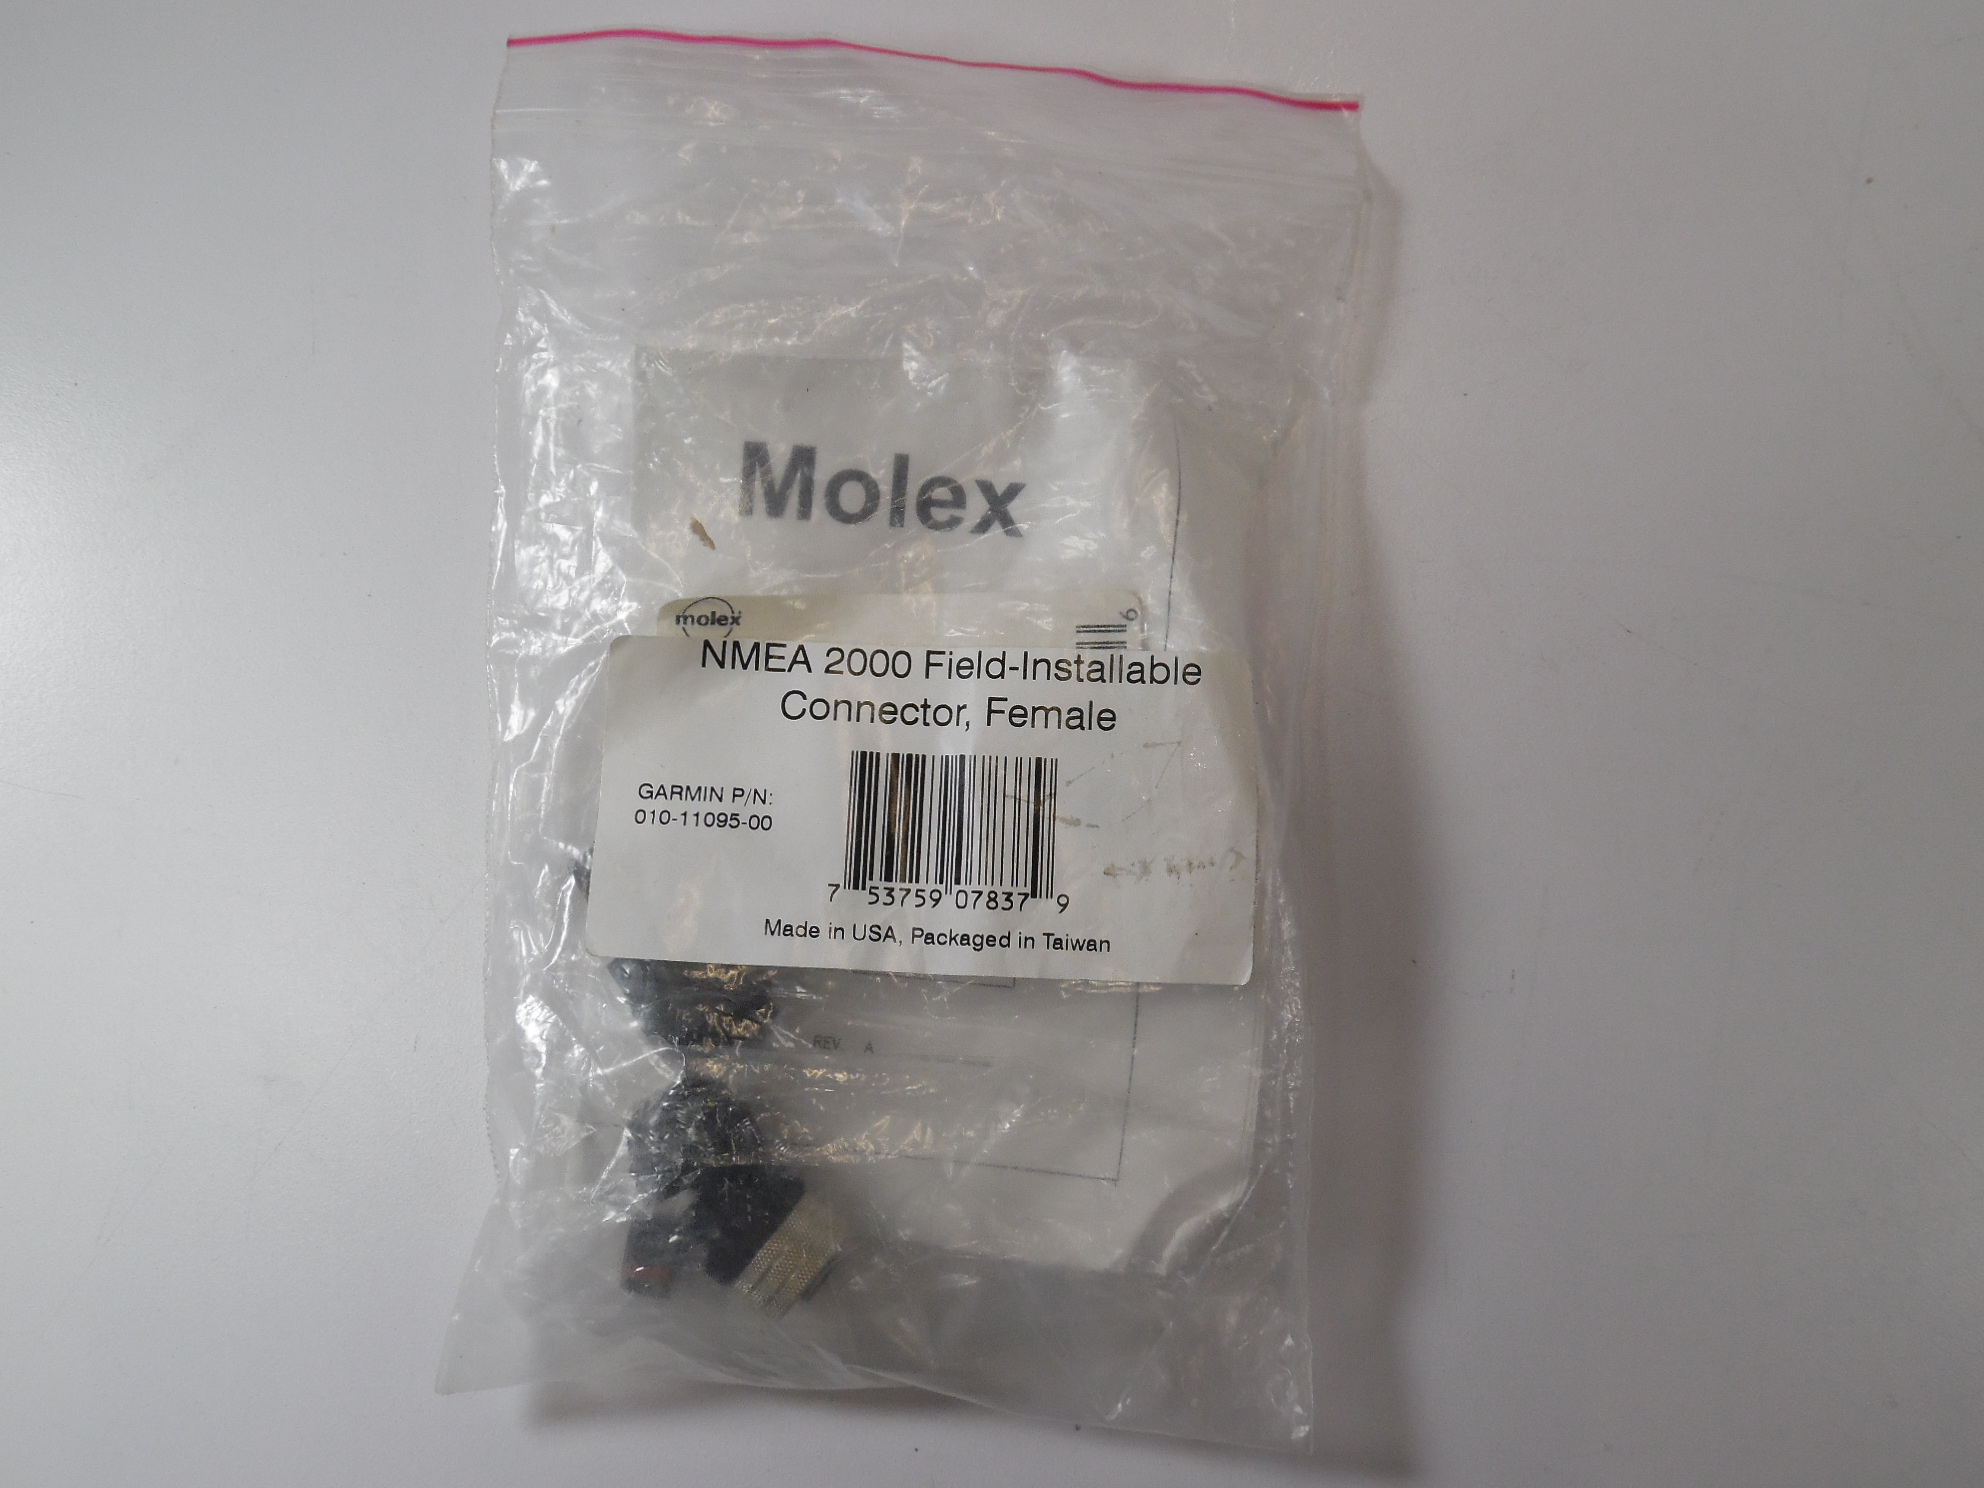 Molex
molex
6
NMEA 2000 Field-Installable
Connector, Female
GARMIN P/N:
010-11095-00
7 53759 07837 9
Made in USA, Packaged in Taiwan
REV. A